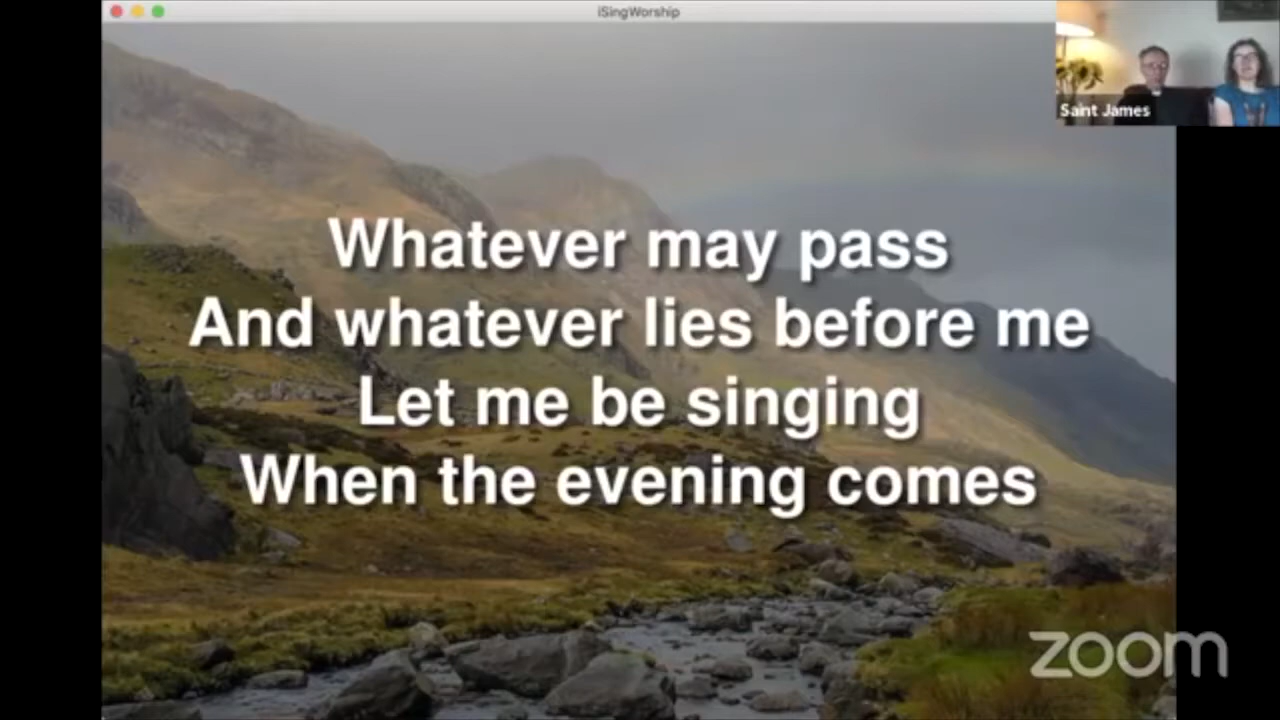 iSingWorship
Saint James
Whatever may pass
And whatever lies before me
Let me be singing
When the evening comes
zoom